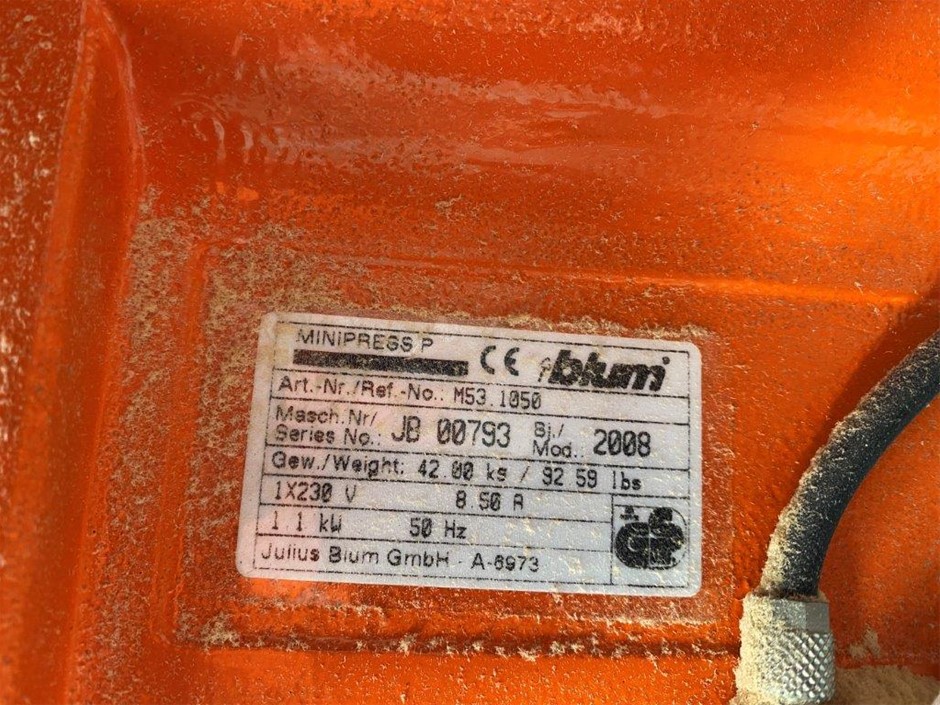 MINIPRESS P
CE blum
Art.-Nr./Ref.-No.: M53.1050
Masch.Nr/ Series No.: JB 00793 Bj./ Mod.: 2008
Gew./Weight: 42.00 kg / 92.59 lbs
1X230 V 8.50 A
1.1 kW 50 Hz
GS
Julius Blum GmbH - A-6973